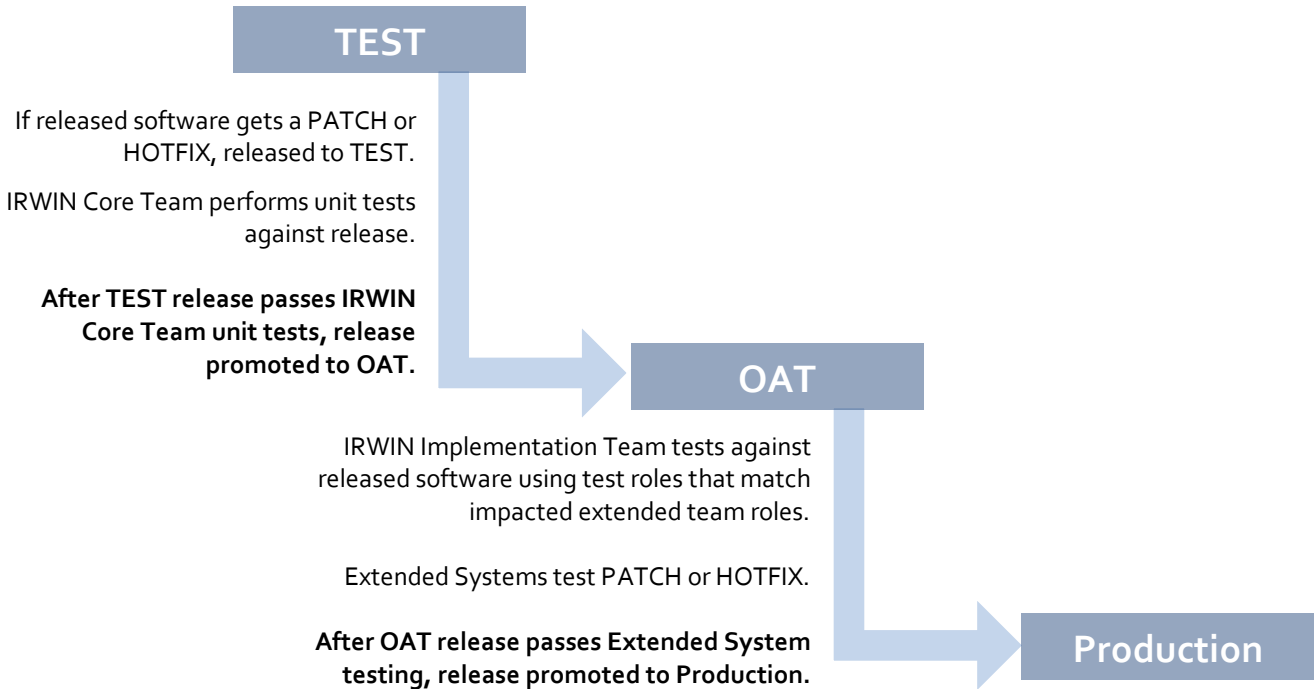 TEST
If released software gets a PATCH or
HOTFIX, released to TEST.
IRWIN Core Team performs unit tests
against release.
After TEST release passes IRWIN
Core Team unit tests, release
promoted to OAT.
OAT
IRWIN Implementation Team tests against
released software using test roles that match
impacted extended team roles.
Extended Systems test PATCH or HOTFIX.
After OAT release passes Extended System
testing, release promoted to Production.
Production